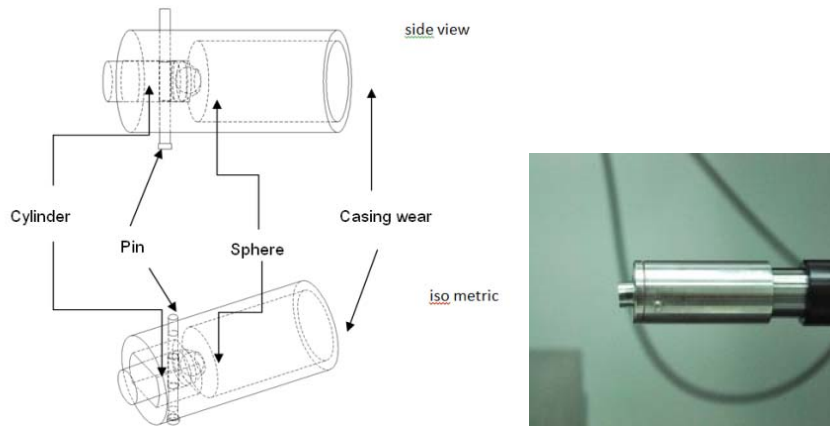 side view
Cylinder
Pin
Sphere
Casing wear
iso metric